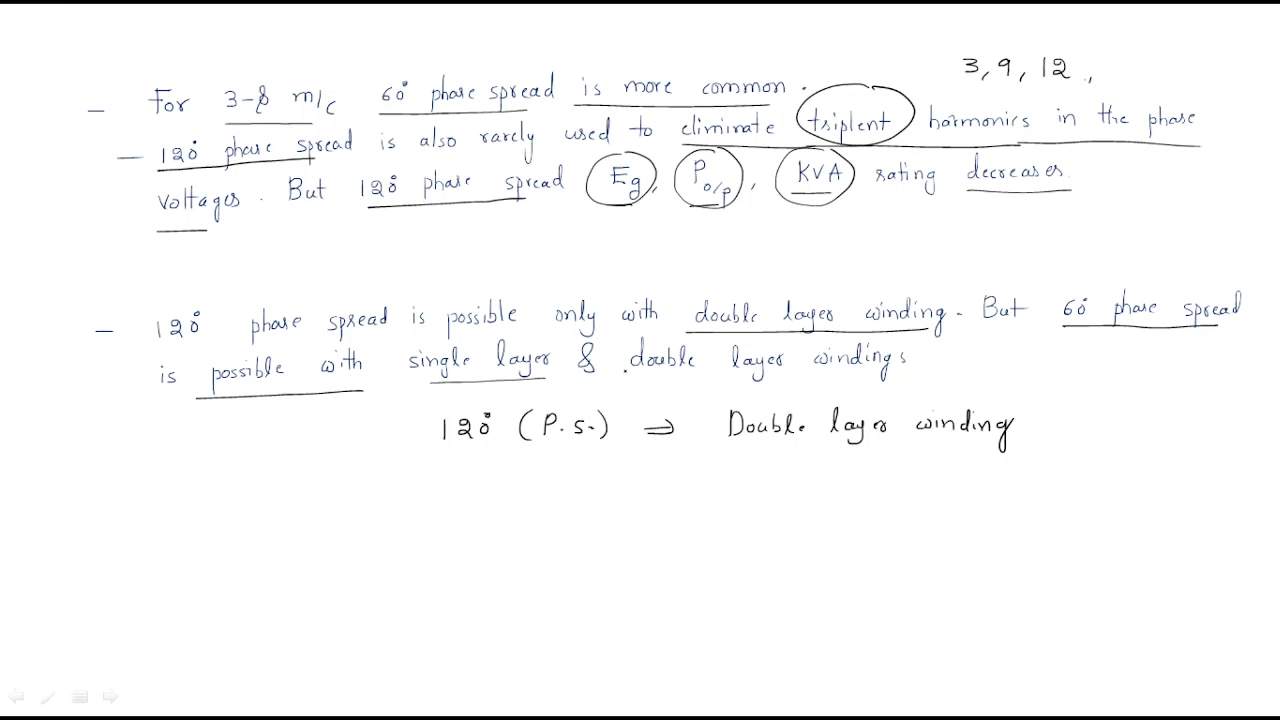 3, 9, 12 ..,
- For 3-φ m/c 60° phase spread is more common.
- 120° phase spread is also rarely used to eliminate triplent harmonics in the phase
voltages. But 120° phase spread Eg, Po/p, KVA rating decreases.
- 120° phase spread is possible only with double layer winding. But 60° phase spread
is possible with single layer & double layer windings
120° (P.S.) ⇒ Double layer winding